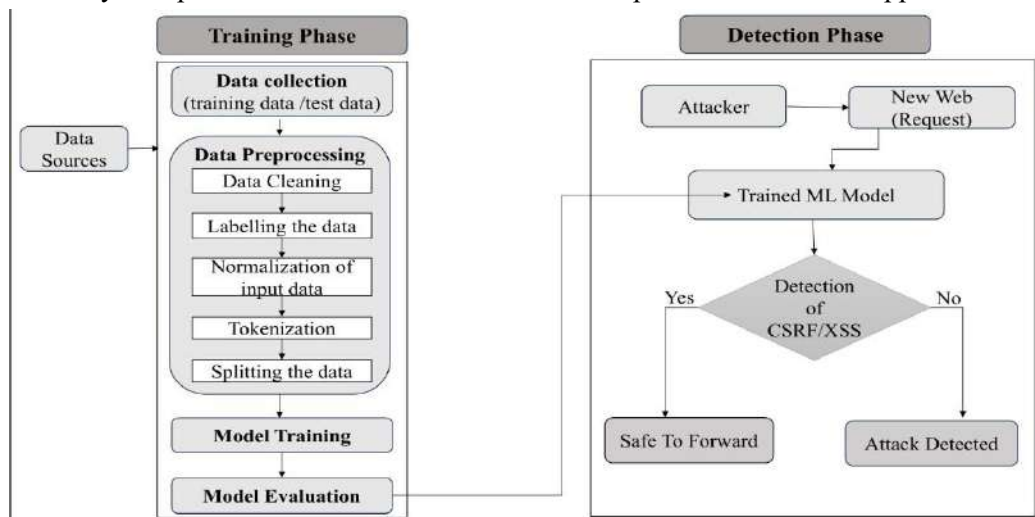 Training Phase
Data collection
(training data /test data)
Data
Sources
Data Preprocessing
Data Cleaning
Labelling the data
Normalization of
input data
Tokenization
Splitting the data
Model Training
Model Evaluation
Detection Phase
Attacker
New Web
(Request)
Trained ML Model
Yes
Detection
of
CSRF/XSS
No
Safe To Forward
Attack Detected